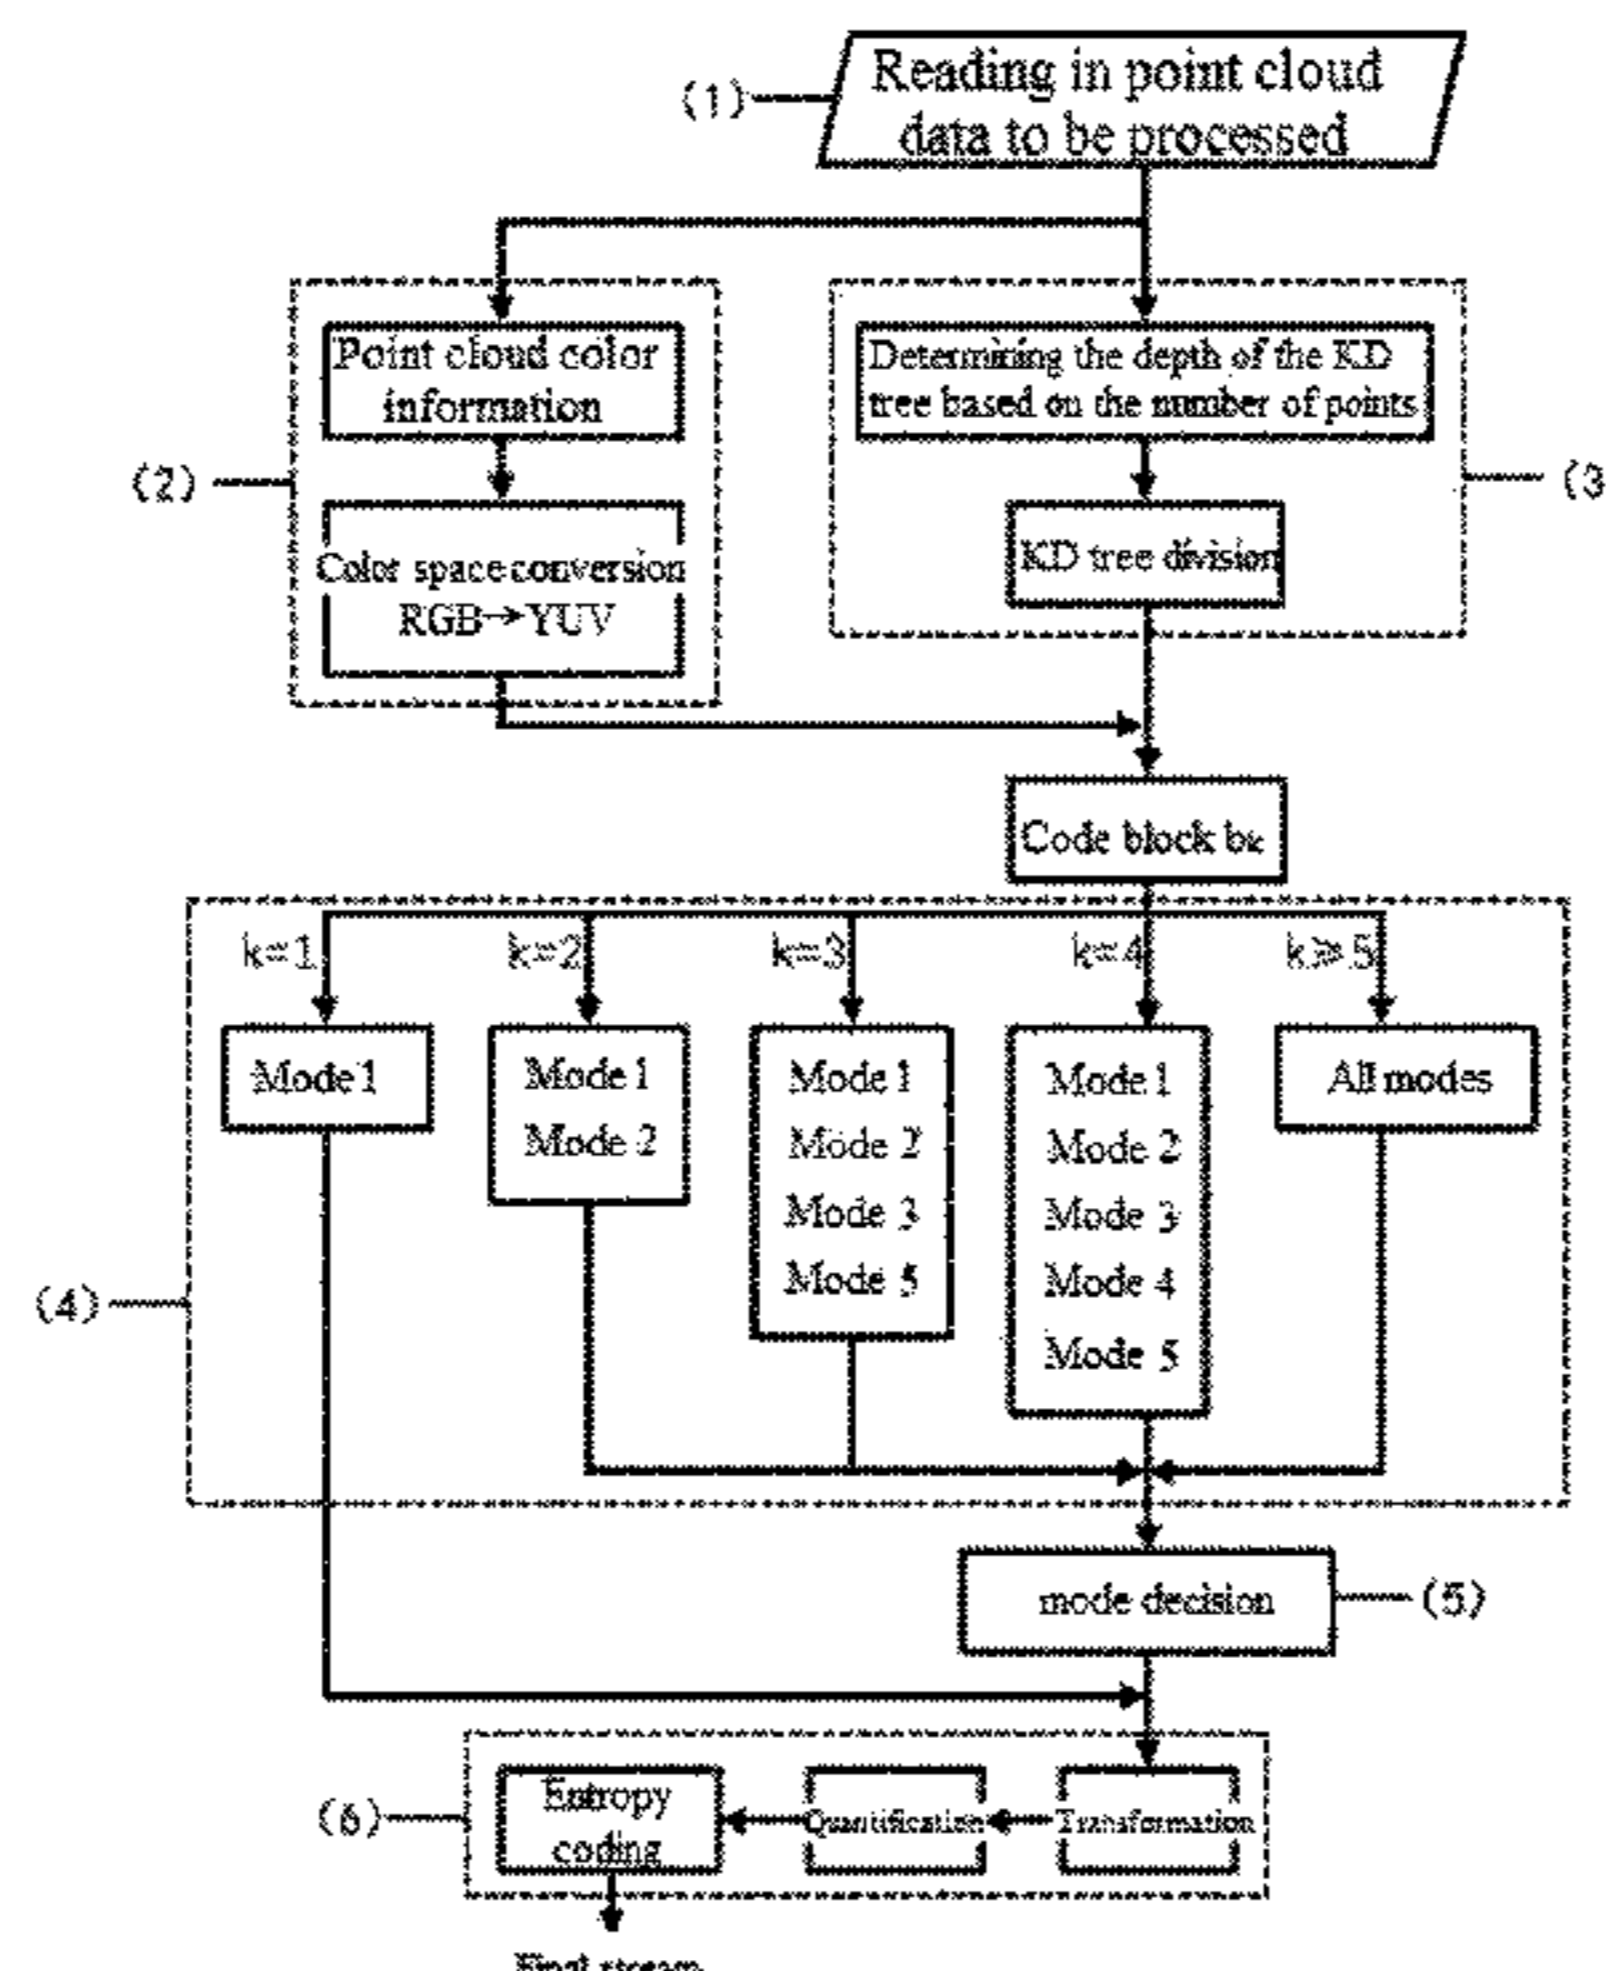 Reading in point cloud
data to be processed
(1)
Point cloud color
information
Determining the depth of the KD
tree based on the number of points
(2)
(3
Color space conversion
RGB→YUV
KD tree division
Code block bk
k=1
k=2
k=3
k=4
k≥5
Mode 1
Mode 1
Mode 2
Mode 1
Mode 2
Mode 3
Mode 5
Mode 1
Mode 2
Mode 3
Mode 4
Mode 5
All modes
(4)
mode decision
(5)
(6)
Entropy
coding
Quantification
Transformation
Final stream